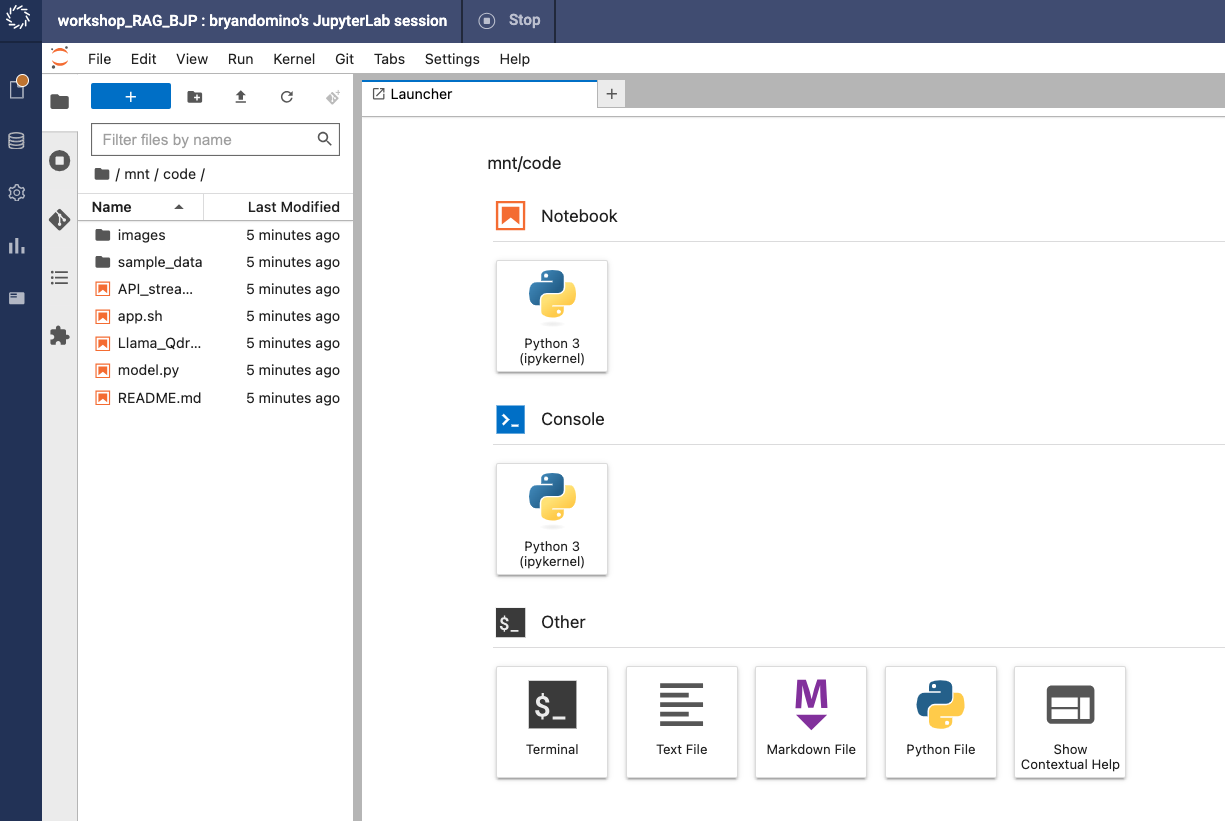 workshop_RAG_BJP : bryandomino's JupyterLab session
Stop
File Edit View Run Kernel Git Tabs Settings Help
Launcher
Filter files by name
/ mnt / code /
Name Last Modified
images 5 minutes ago
sample_data 5 minutes ago
API_strea... 5 minutes ago
app.sh 5 minutes ago
Llama_Qdr... 5 minutes ago
model.py 5 minutes ago
README.md 5 minutes ago
mnt/code
Notebook
Python 3
(ipykernel)
Console
Python 3
(ipykernel)
$_ Other
$_
M
Terminal
Text File
Markdown File
Python File
Show
Contextual Help